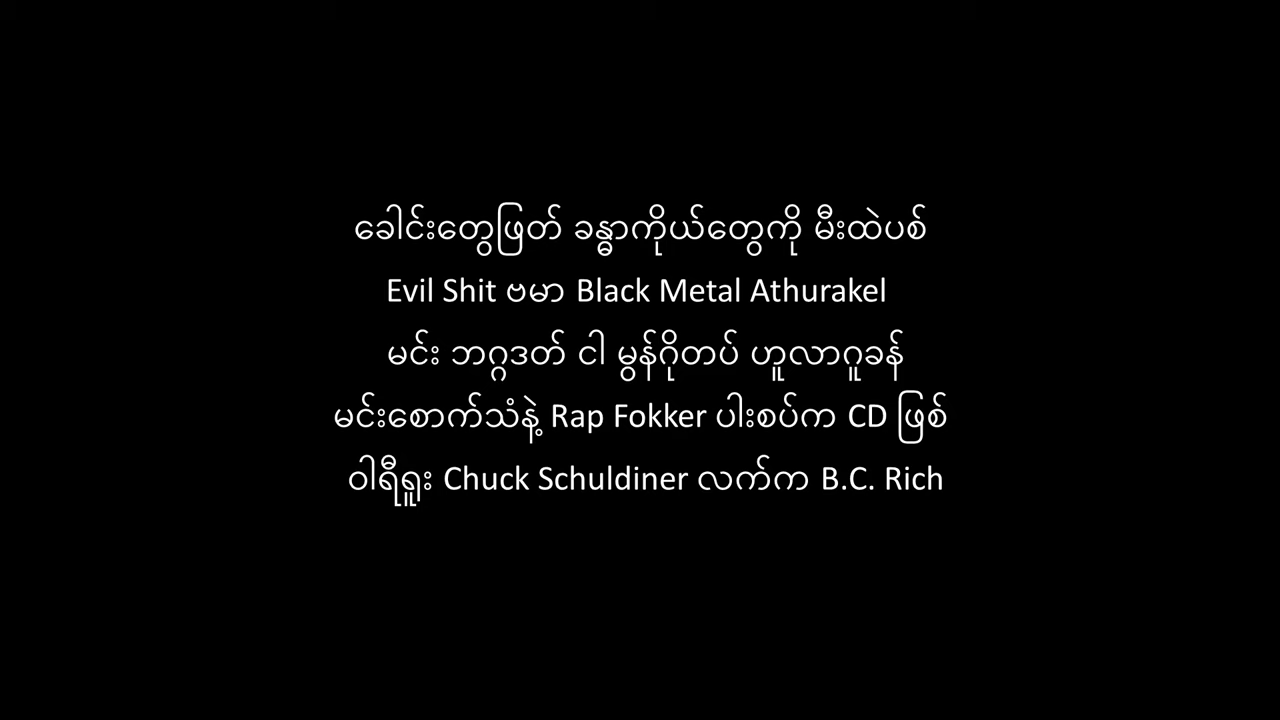 ခေါင်းတွေဖြတ် ခန္ဓာကိုယ်တွေကို မီးထဲပစ်
Evil Shit ဗမာ Black Metal Athurakel
မင်း ဘဂ္ဂဒတ် ငါ မွန်ဂိုတပ် ဟူလာဂူခန်
မင်းစောက်သံနဲ့ Rap Fokker ပါးစပ်က CD ဖြစ်
ဝါရီရှူး Chuck Schuldiner လက်က B.C. Rich